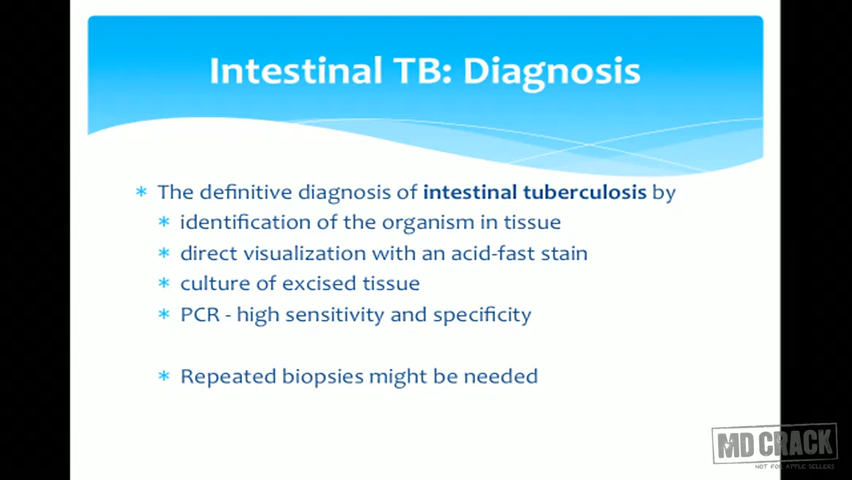 Intestinal TB: Diagnosis
* The definitive diagnosis of intestinal tuberculosis by
* identification of the organism in tissue
* direct visualization with an acid-fast stain
* culture of excised tissue
* PCR - high sensitivity and specificity
* Repeated biopsies might be needed
MD CRACK
NOT FOR APPLE SELLERS